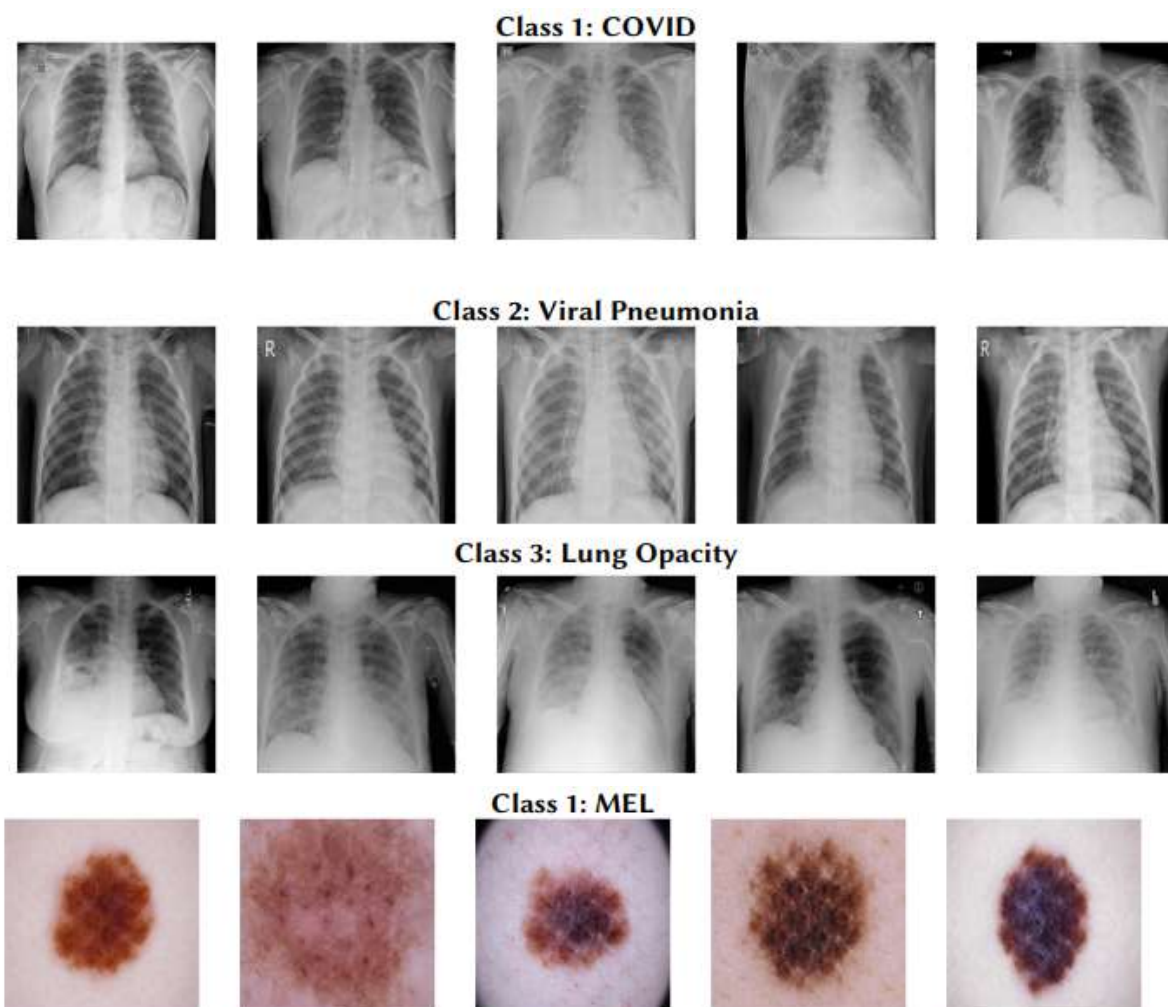 Class 1: COVID
Class 2: Viral Pneumonia
R
R
Class 3: Lung Opacity
Class 1: MEL